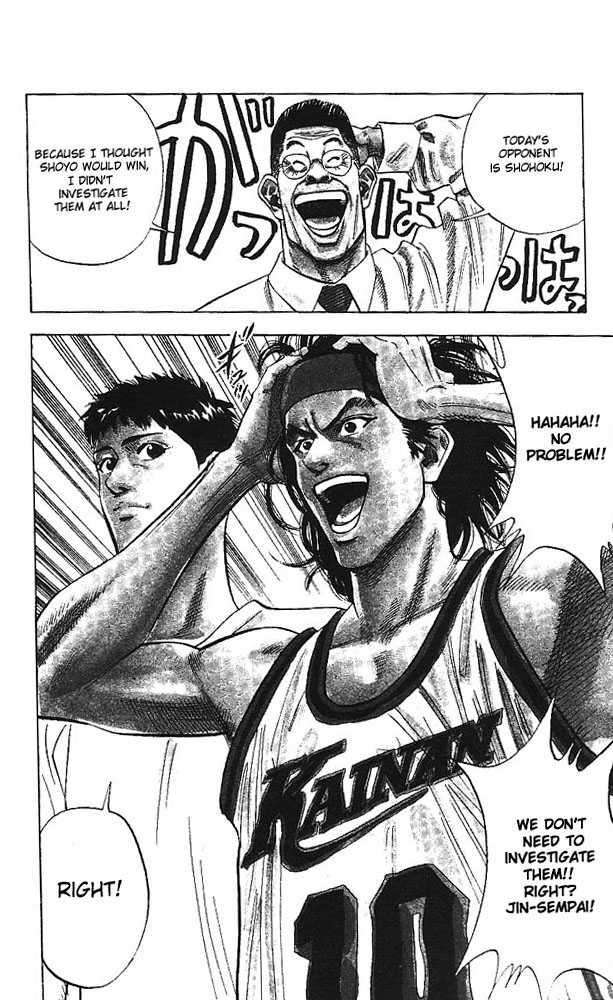 TODAY'S
OPPONENT
IS SHOHOKU!
BECAUSE I THOUGHT
SHOYO WOULD WIN,
I DIDN'T
INVESTIGATE
THEM AT ALL!
がっはっはっ
HAHAHA!!
NO
PROBLEM!!
WE DON'T
NEED TO
INVESTIGATE
THEM!!
RIGHT?
JIN-SEMPAI!
RIGHT!
KAINAN
10